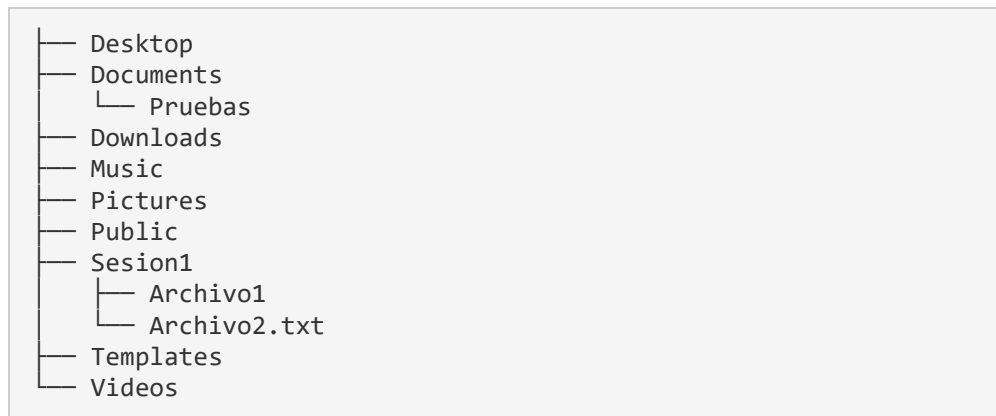 ├── Desktop
├── Documents
│   └── Pruebas
├── Downloads
├── Music
├── Pictures
├── Public
├── Sesion1
│   ├── Archivo1
│   └── Archivo2.txt
├── Templates
└── Videos